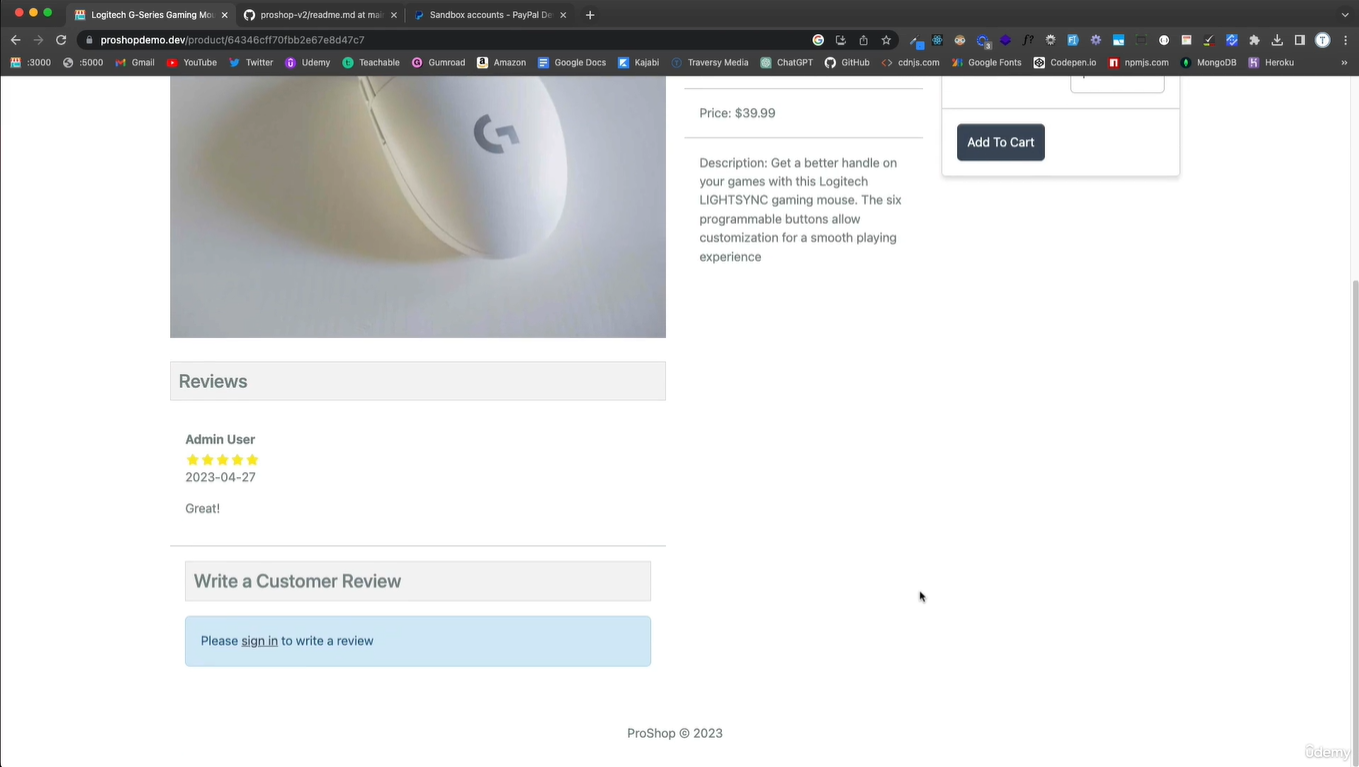 Logitech G-Series Gaming Mou
proshop-v2/readme.md at mai
Sandbox accounts - PayPal De
proshopdemo.dev/product/64346cff70fbb2e67e8d47c7
:3000
:5000
Gmail
YouTube
Twitter
Udemy
Teachable
Gumroad
Amazon
Google Docs
Kajabi
Traversy Media
ChatGPT
GitHub
cdnjs.com
Google Fonts
Codepen.io
npmjs.com
MongoDB
Heroku
Price: $39.99
Add To Cart
Description: Get a better handle on
your games with this Logitech
LIGHTSYNC gaming mouse. The six
programmable buttons allow
customization for a smooth playing
experience
Reviews
Admin User
2023-04-27
Great!
Write a Customer Review
Please sign in to write a review
ProShop © 2023
Udemy